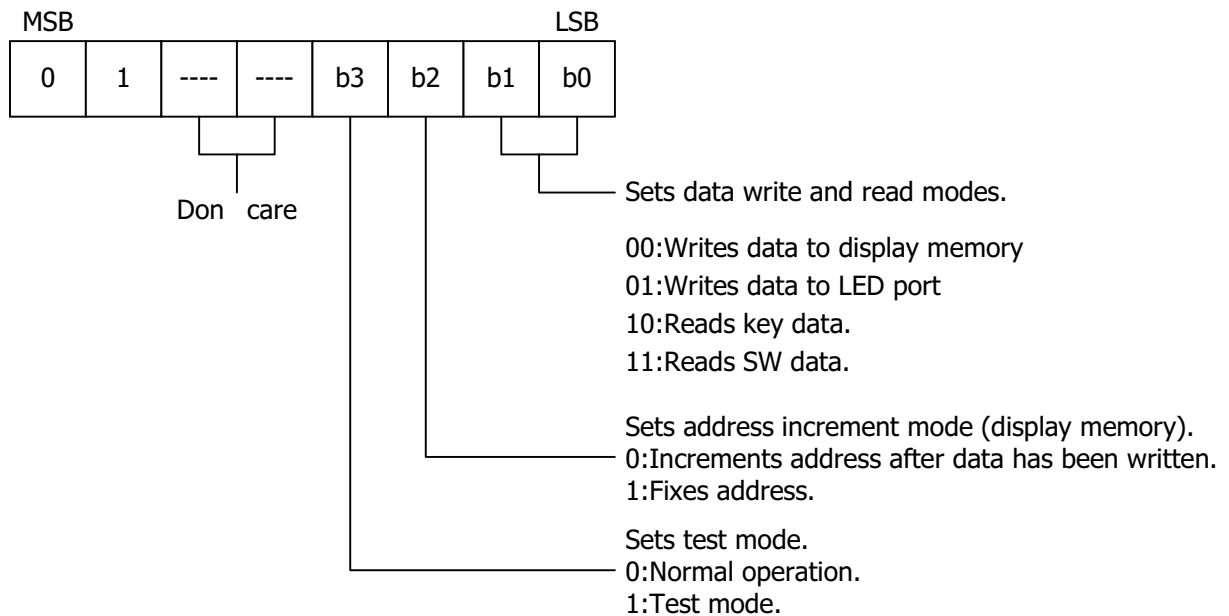 MSB LSB
0 1 ---- ---- b3 b2 b1 b0
Sets data write and read modes.
Don care
00:Writes data to display memory
01:Writes data to LED port
10:Reads key data.
11:Reads SW data.
Sets address increment mode (display memory).
0:Increments address after data has been written.
1:Fixes address.
Sets test mode.
0:Normal operation.
1:Test mode.